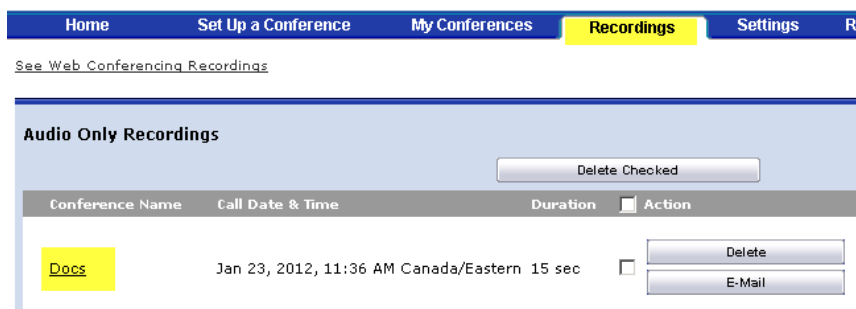 Home Set Up a Conference My Conferences Recordings Settings R
See Web Conferencing Recordings
Audio Only Recordings
Delete Checked
Conference Name Call Date & Time Duration Action
Delete
Docs Jan 23, 2012, 11:36 AM Canada/Eastern 15 sec
E-Mail